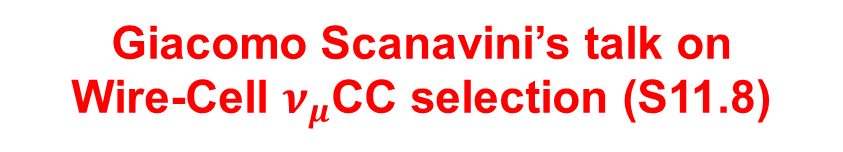 Giacomo Scanavini’s talk on
Wire-Cell 𝝂𝝁CC selection (S11.8)